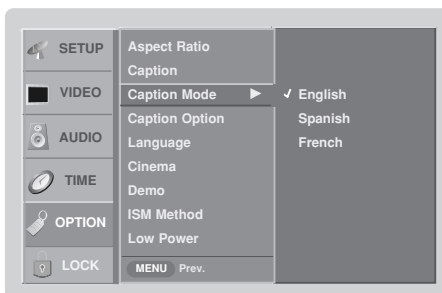 SETUP
VIDEO
AUDIO
TIME
OPTION
LOCK
Aspect Ratio
Caption
Caption Mode ►
Caption Option
Language
Cinema
Demo
ISM Method
Low Power
MENU Prev.
✓ English
Spanish
French